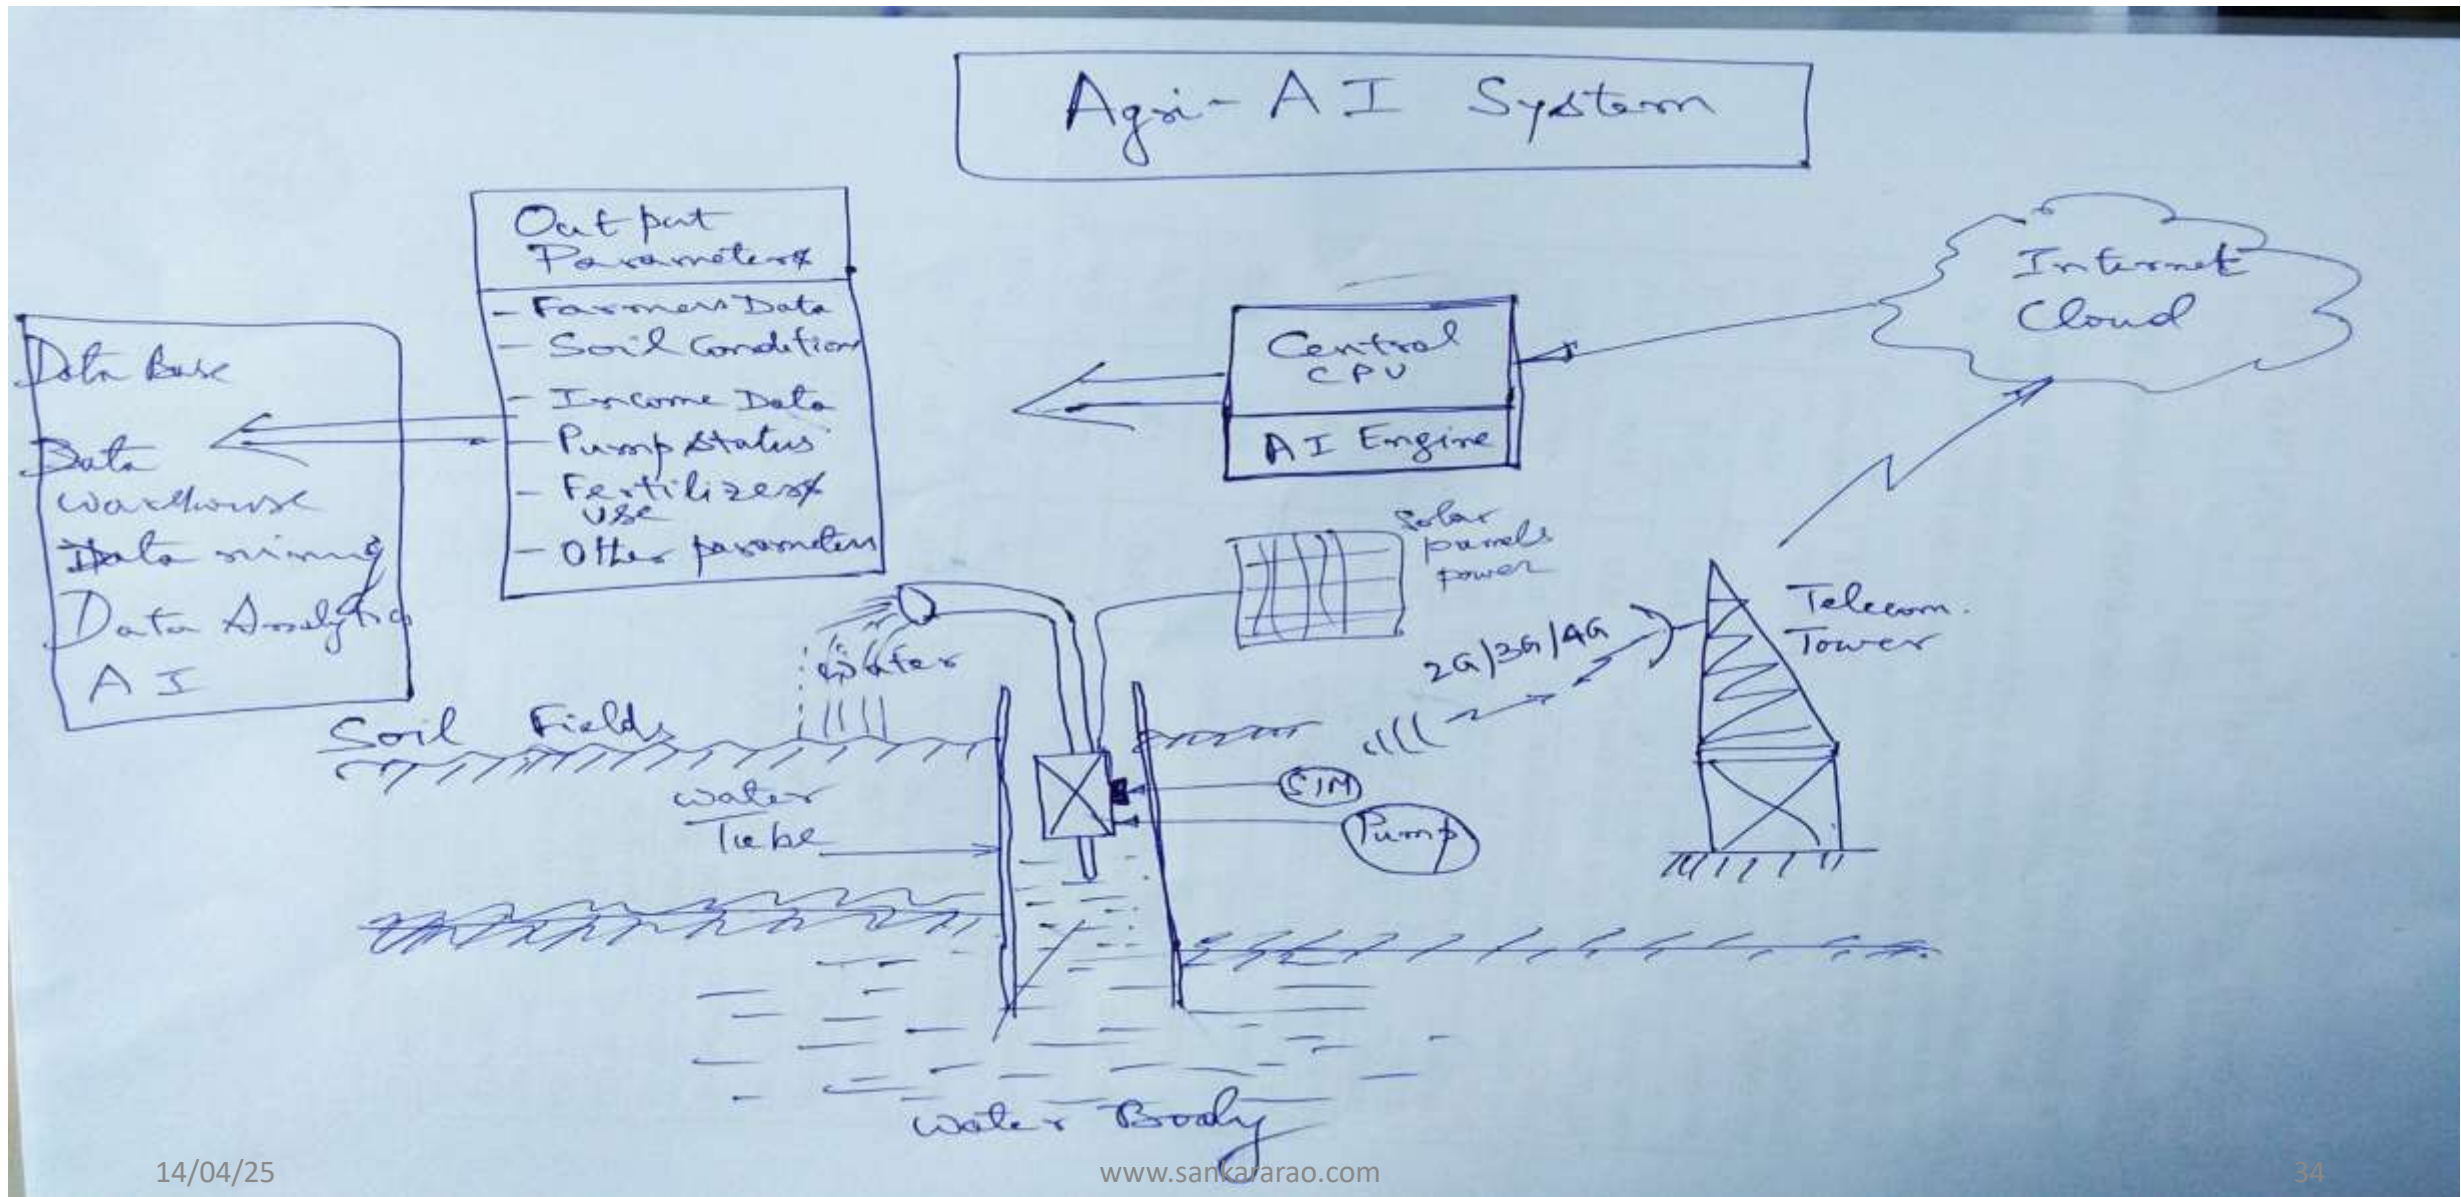 Agri-AI System
Output
Parameters
- Farmers Data
- Soil Condition
- Income Data
- Pump Status
- Fertilizers
Use
- Other parameters
Data Base
Data
warehouse
Data mining
Data Analytics
AI
Central
CPU
AI Engine
Internet
Cloud
Solar
panels
power
2G/3G/4G
Telecom.
Tower
Water
Soil Fields
Water
Tube
SIM
Pump
Water Body
14/04/25
www.sankararao.com
34